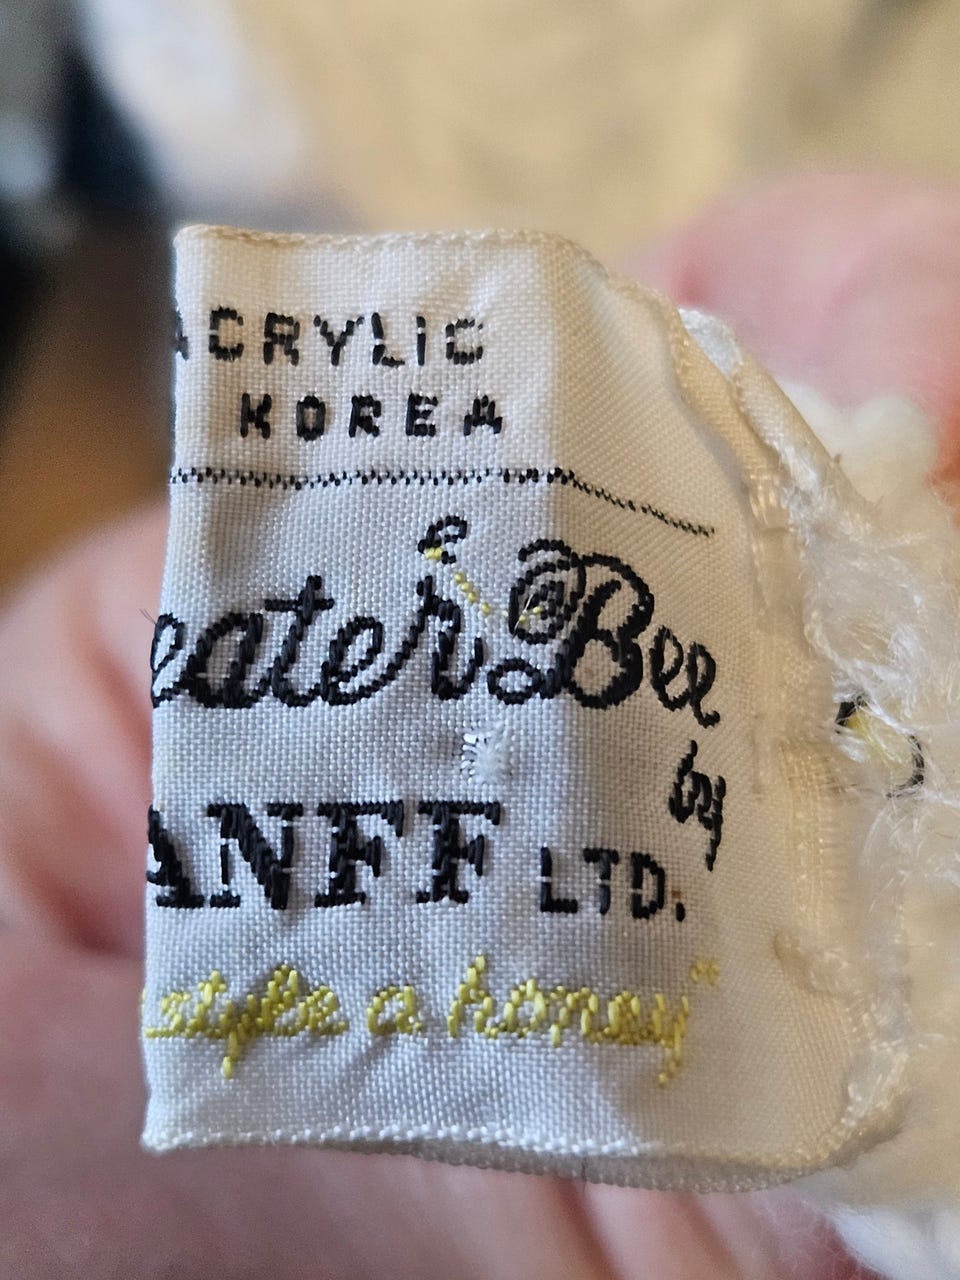 ACRYLIC
KOREA
eater Bee
by
ANFF LTD.
style a honey"